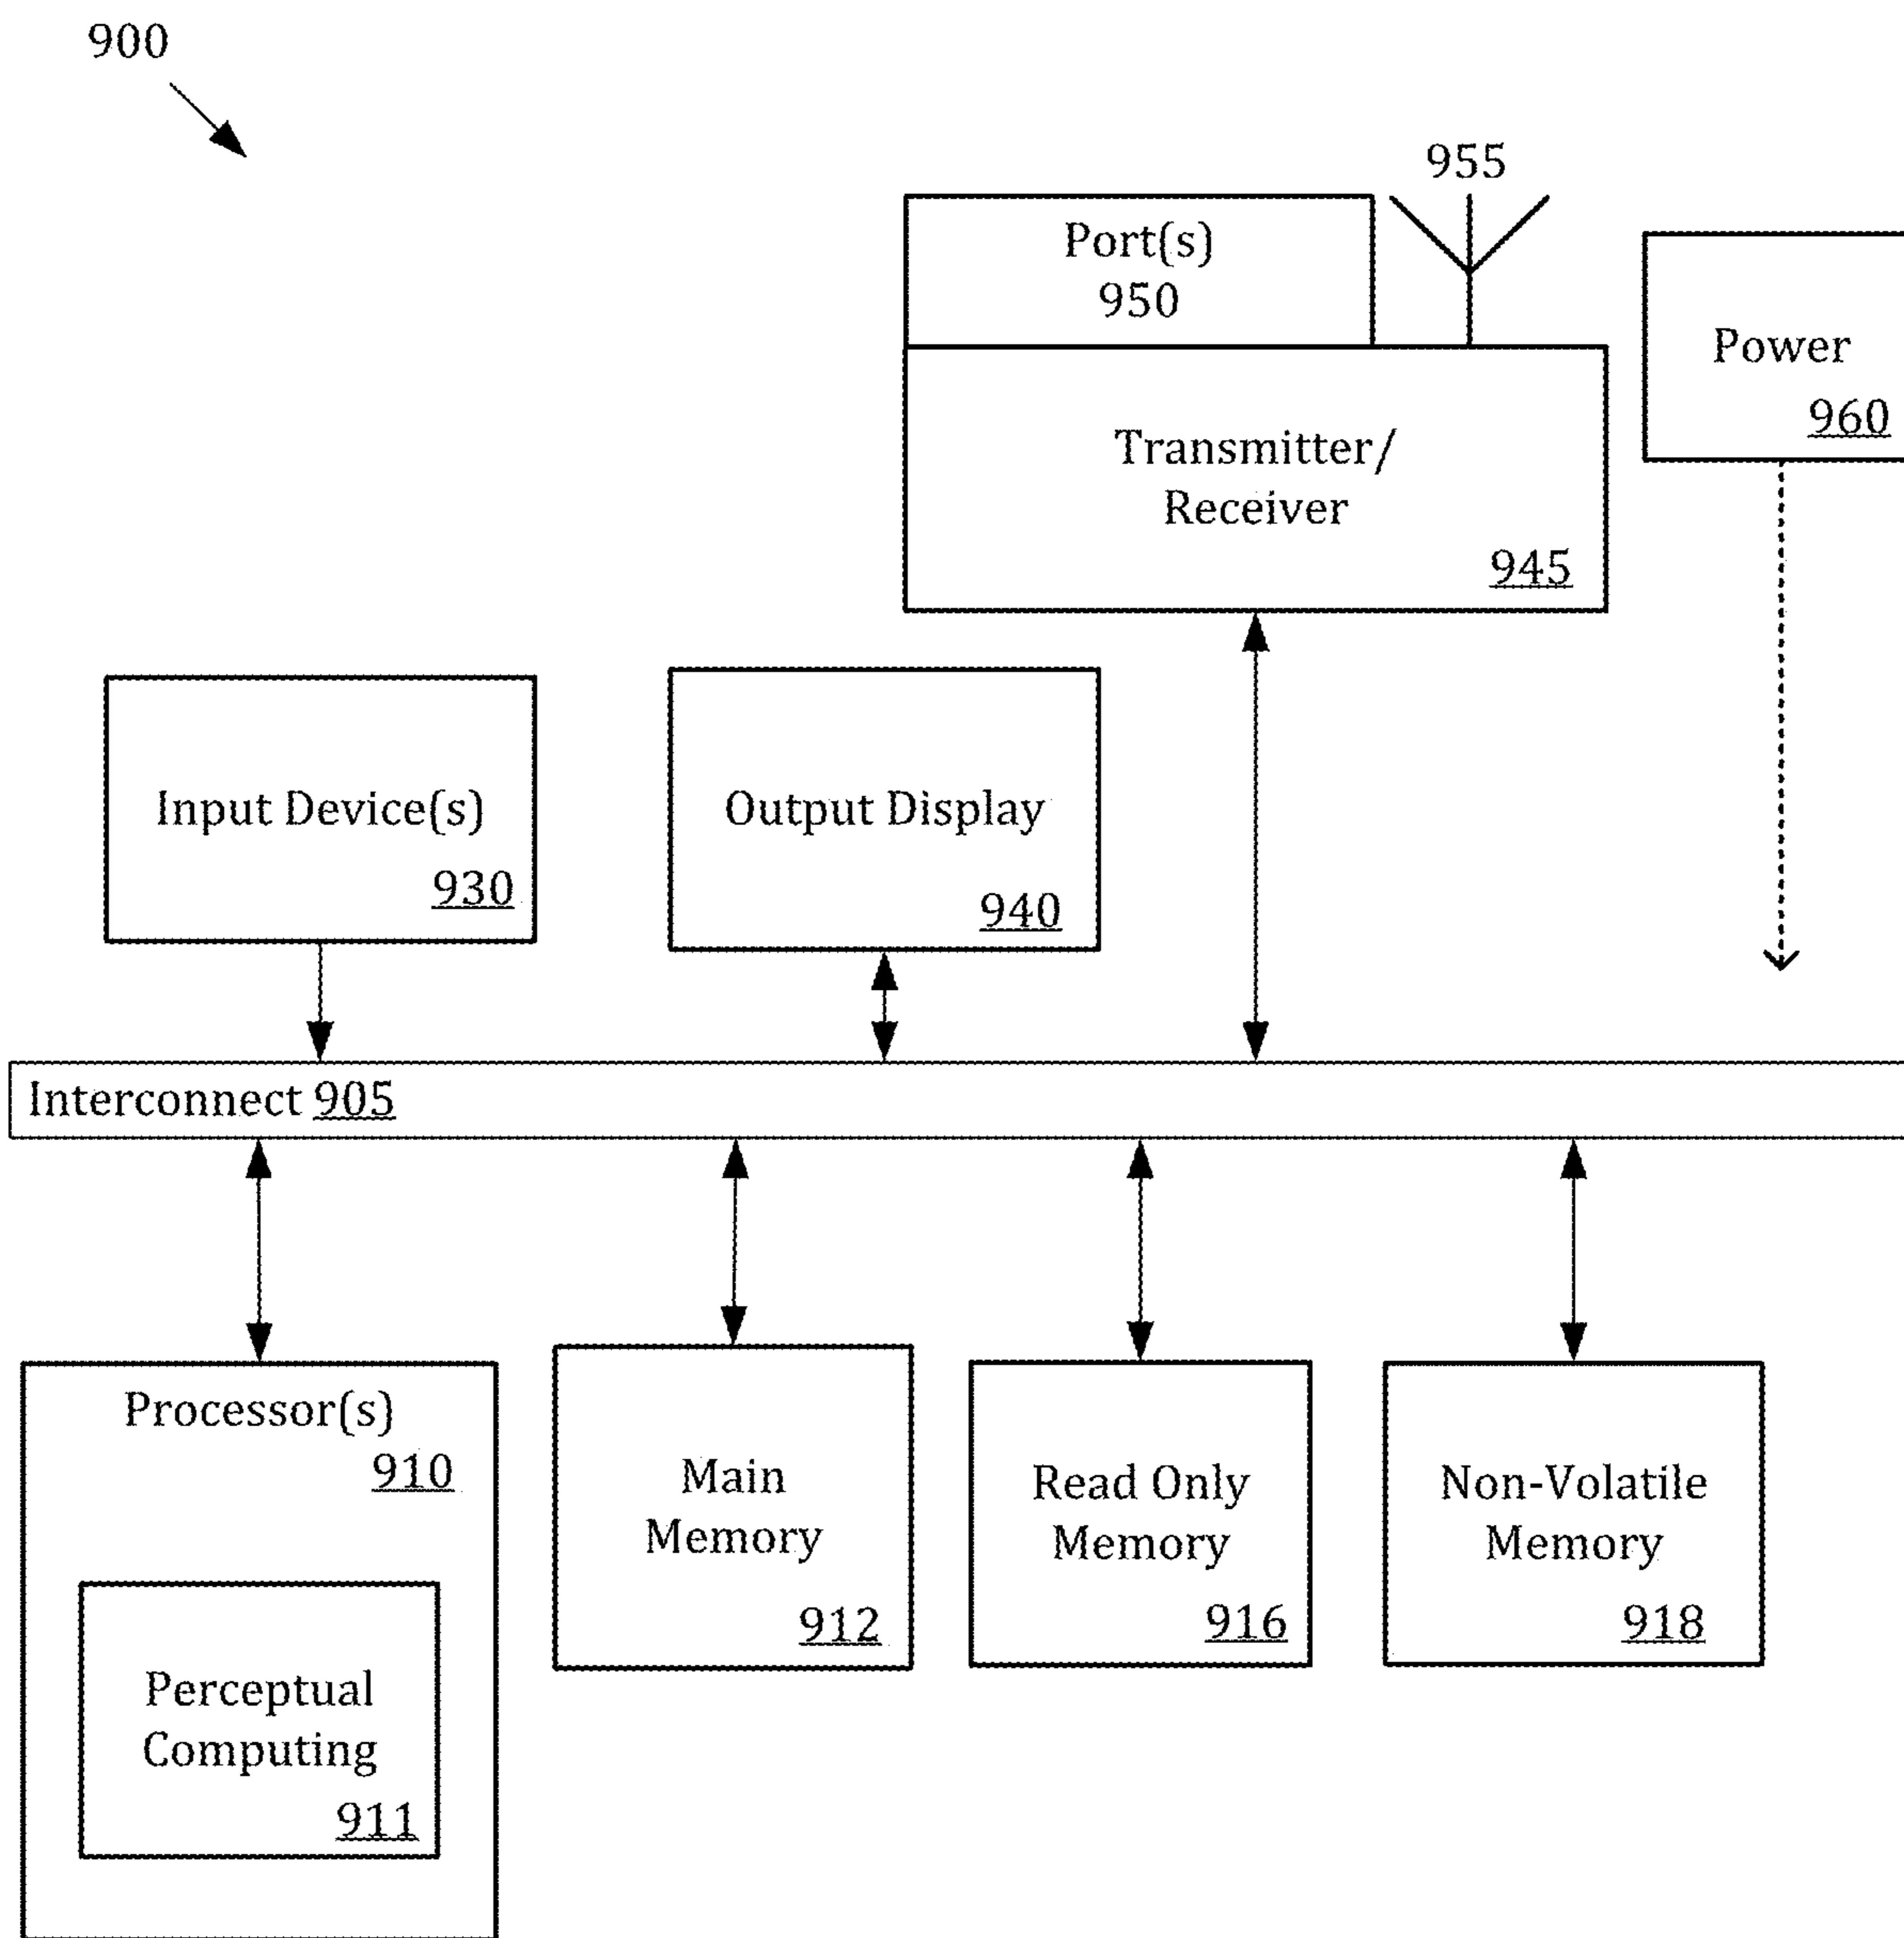 900
955
Port(s)
950
Power
960
Transmitter/
Receiver
945
Input Device(s)
930
Output Display
940
Interconnect 905
Processor(s)
910
Perceptual
Computing
911
Main
Memory
912
Read Only
Memory
916
Non-Volatile
Memory
918